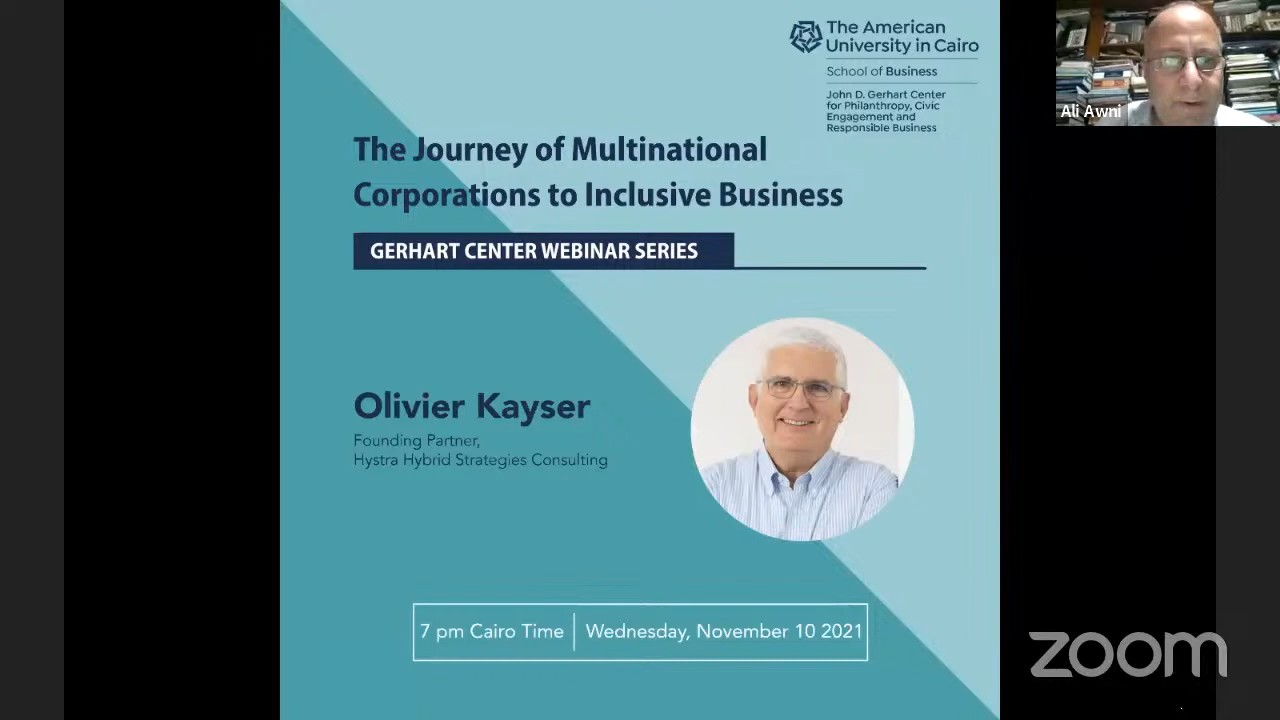 The American
University in Cairo
School of Business
John D. Gerhart Center
for Philanthropy, Civic
Engagement and
Responsible Business
Ali Awni
The Journey of Multinational
Corporations to Inclusive Business
GERHART CENTER WEBINAR SERIES
Olivier Kayser
Founding Partner,
Hystra Hybrid Strategies Consulting
7 pm Cairo Time
Wednesday, November 10 2021
zoom